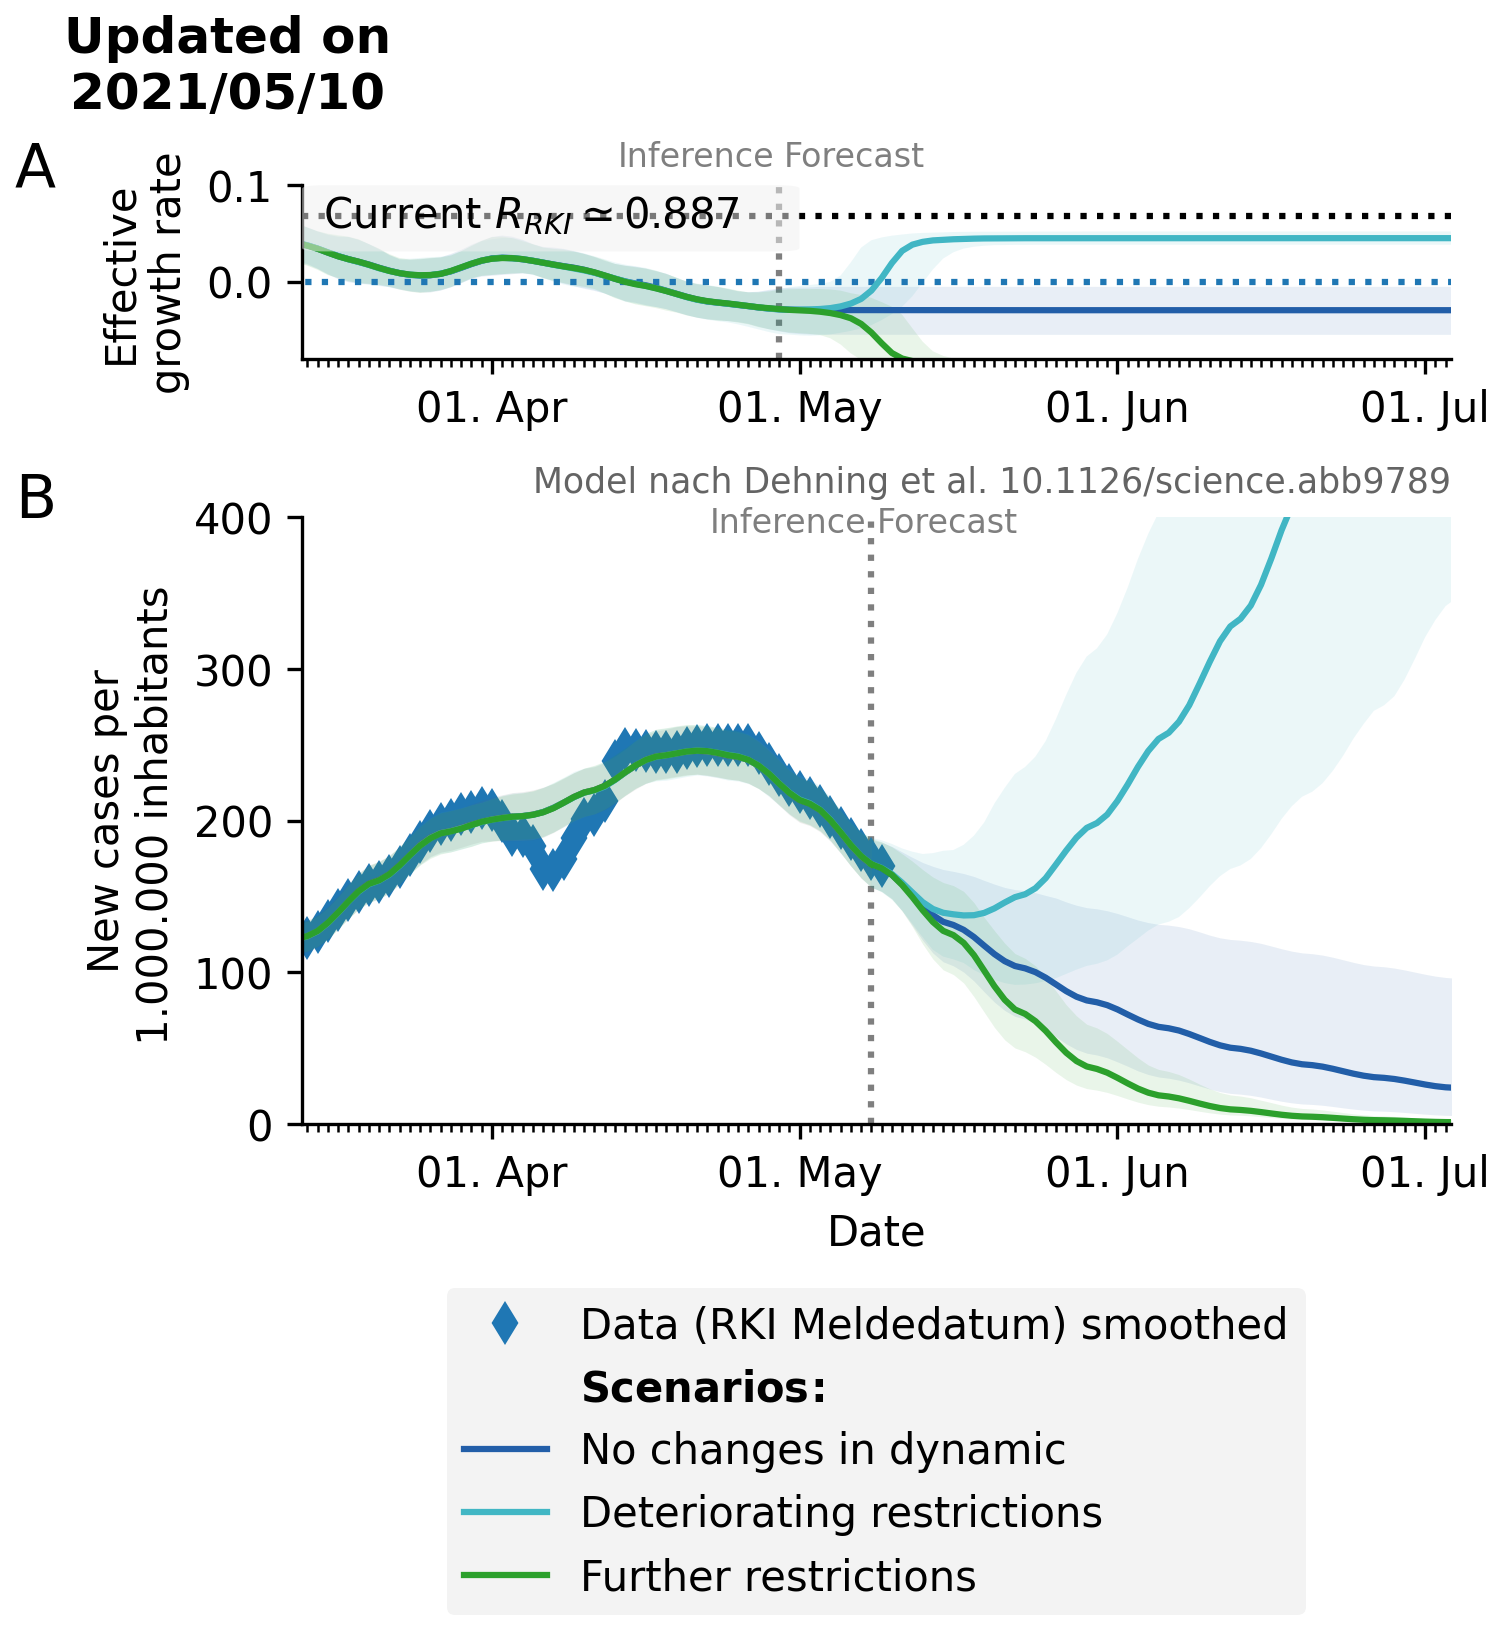 Updated on
2021/05/10
A
Inference Forecast
Effective
growth rate
0.1
0.0
Current R_RKI ≃ 0.887
01. Apr
01. May
01. Jun
01. Jul
B
Model nach Dehning et al. 10.1126/science.abb9789
Inference Forecast
New cases per
1.000.000 inhabitants
400
300
200
100
0
01. Apr
01. May
01. Jun
01. Jul
Date
Data (RKI Meldedatum) smoothed
Scenarios:
No changes in dynamic
Deteriorating restrictions
Further restrictions